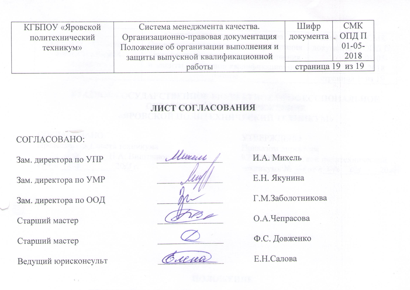 КГБПОУ «Яровской
политехнический
техникум»
Система менеджмента качества.
Организационно-правовая документация
Положение об организации выполнения и
защиты выпускной квалификационной
работы
Шифр
документа
СМК
ОПД П
01-05-
2018
страница 19 из 19
ЛИСТ СОГЛАСОВАНИЯ
СОГЛАСОВАНО:
Зам. директора по УПР И.А. Михель
Зам. директора по УМР Е.Н. Якунина
Зам. директора по ООД Г.М.Заболотникова
Старший мастер О.А.Чепрасова
Старший мастер Ф.С. Довженко
Ведущий юрисконсульт Е.Н.Салова